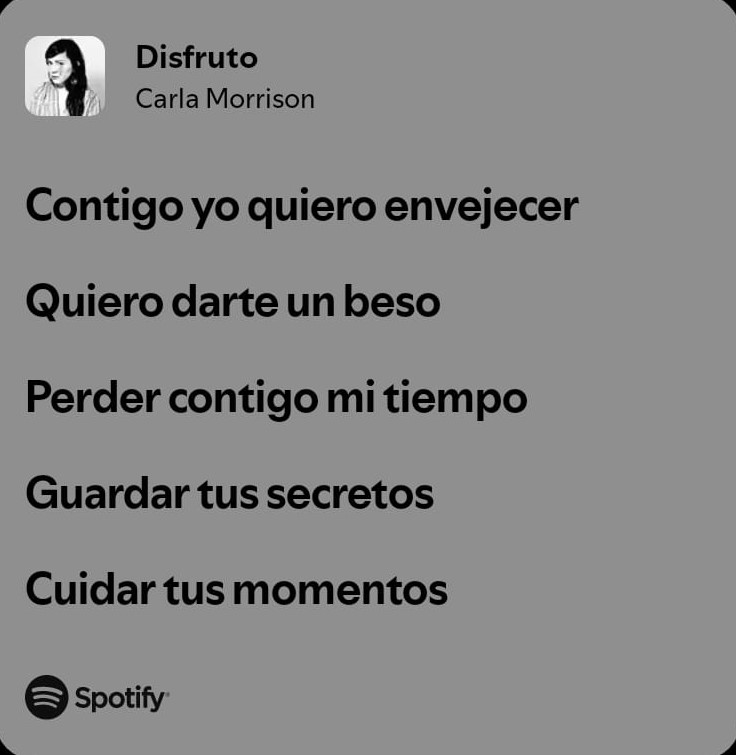 Disfruto
Carla Morrison
Contigo yo quiero envejecer
Quiero darte un beso
Perder contigo mi tiempo
Guardar tus secretos
Cuidar tus momentos
Spotify®